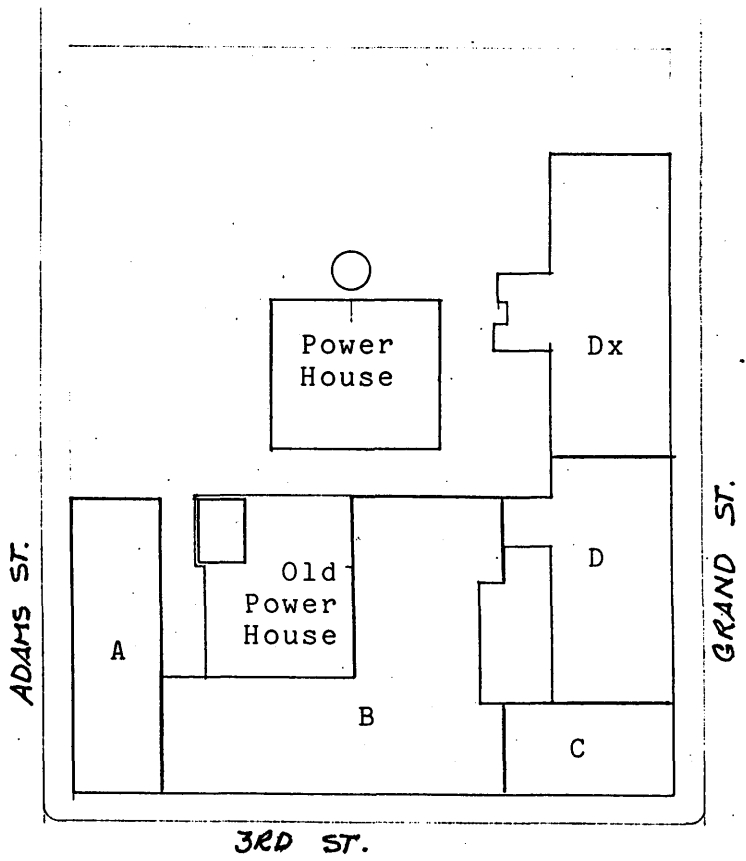 Power
House
Dx
GRAND ST.
D
Old
Power
House
ADAMS ST.
A
B
C
3RD ST.